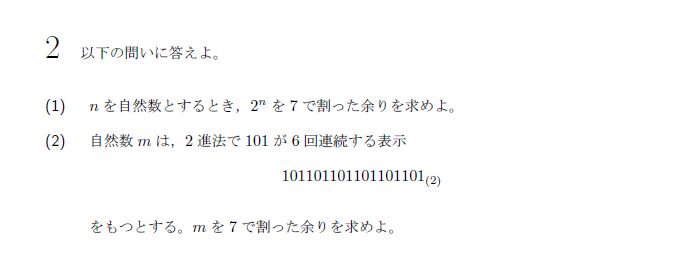 2 以下の問いに答えよ。
(1) nを自然数とするとき，2^n を 7 で割った余りを求めよ。
(2) 自然数 m は，2 進法で 101 が 6 回連続する表示
101101101101101101(2)
をもつとする。m を 7 で割った余りを求めよ。